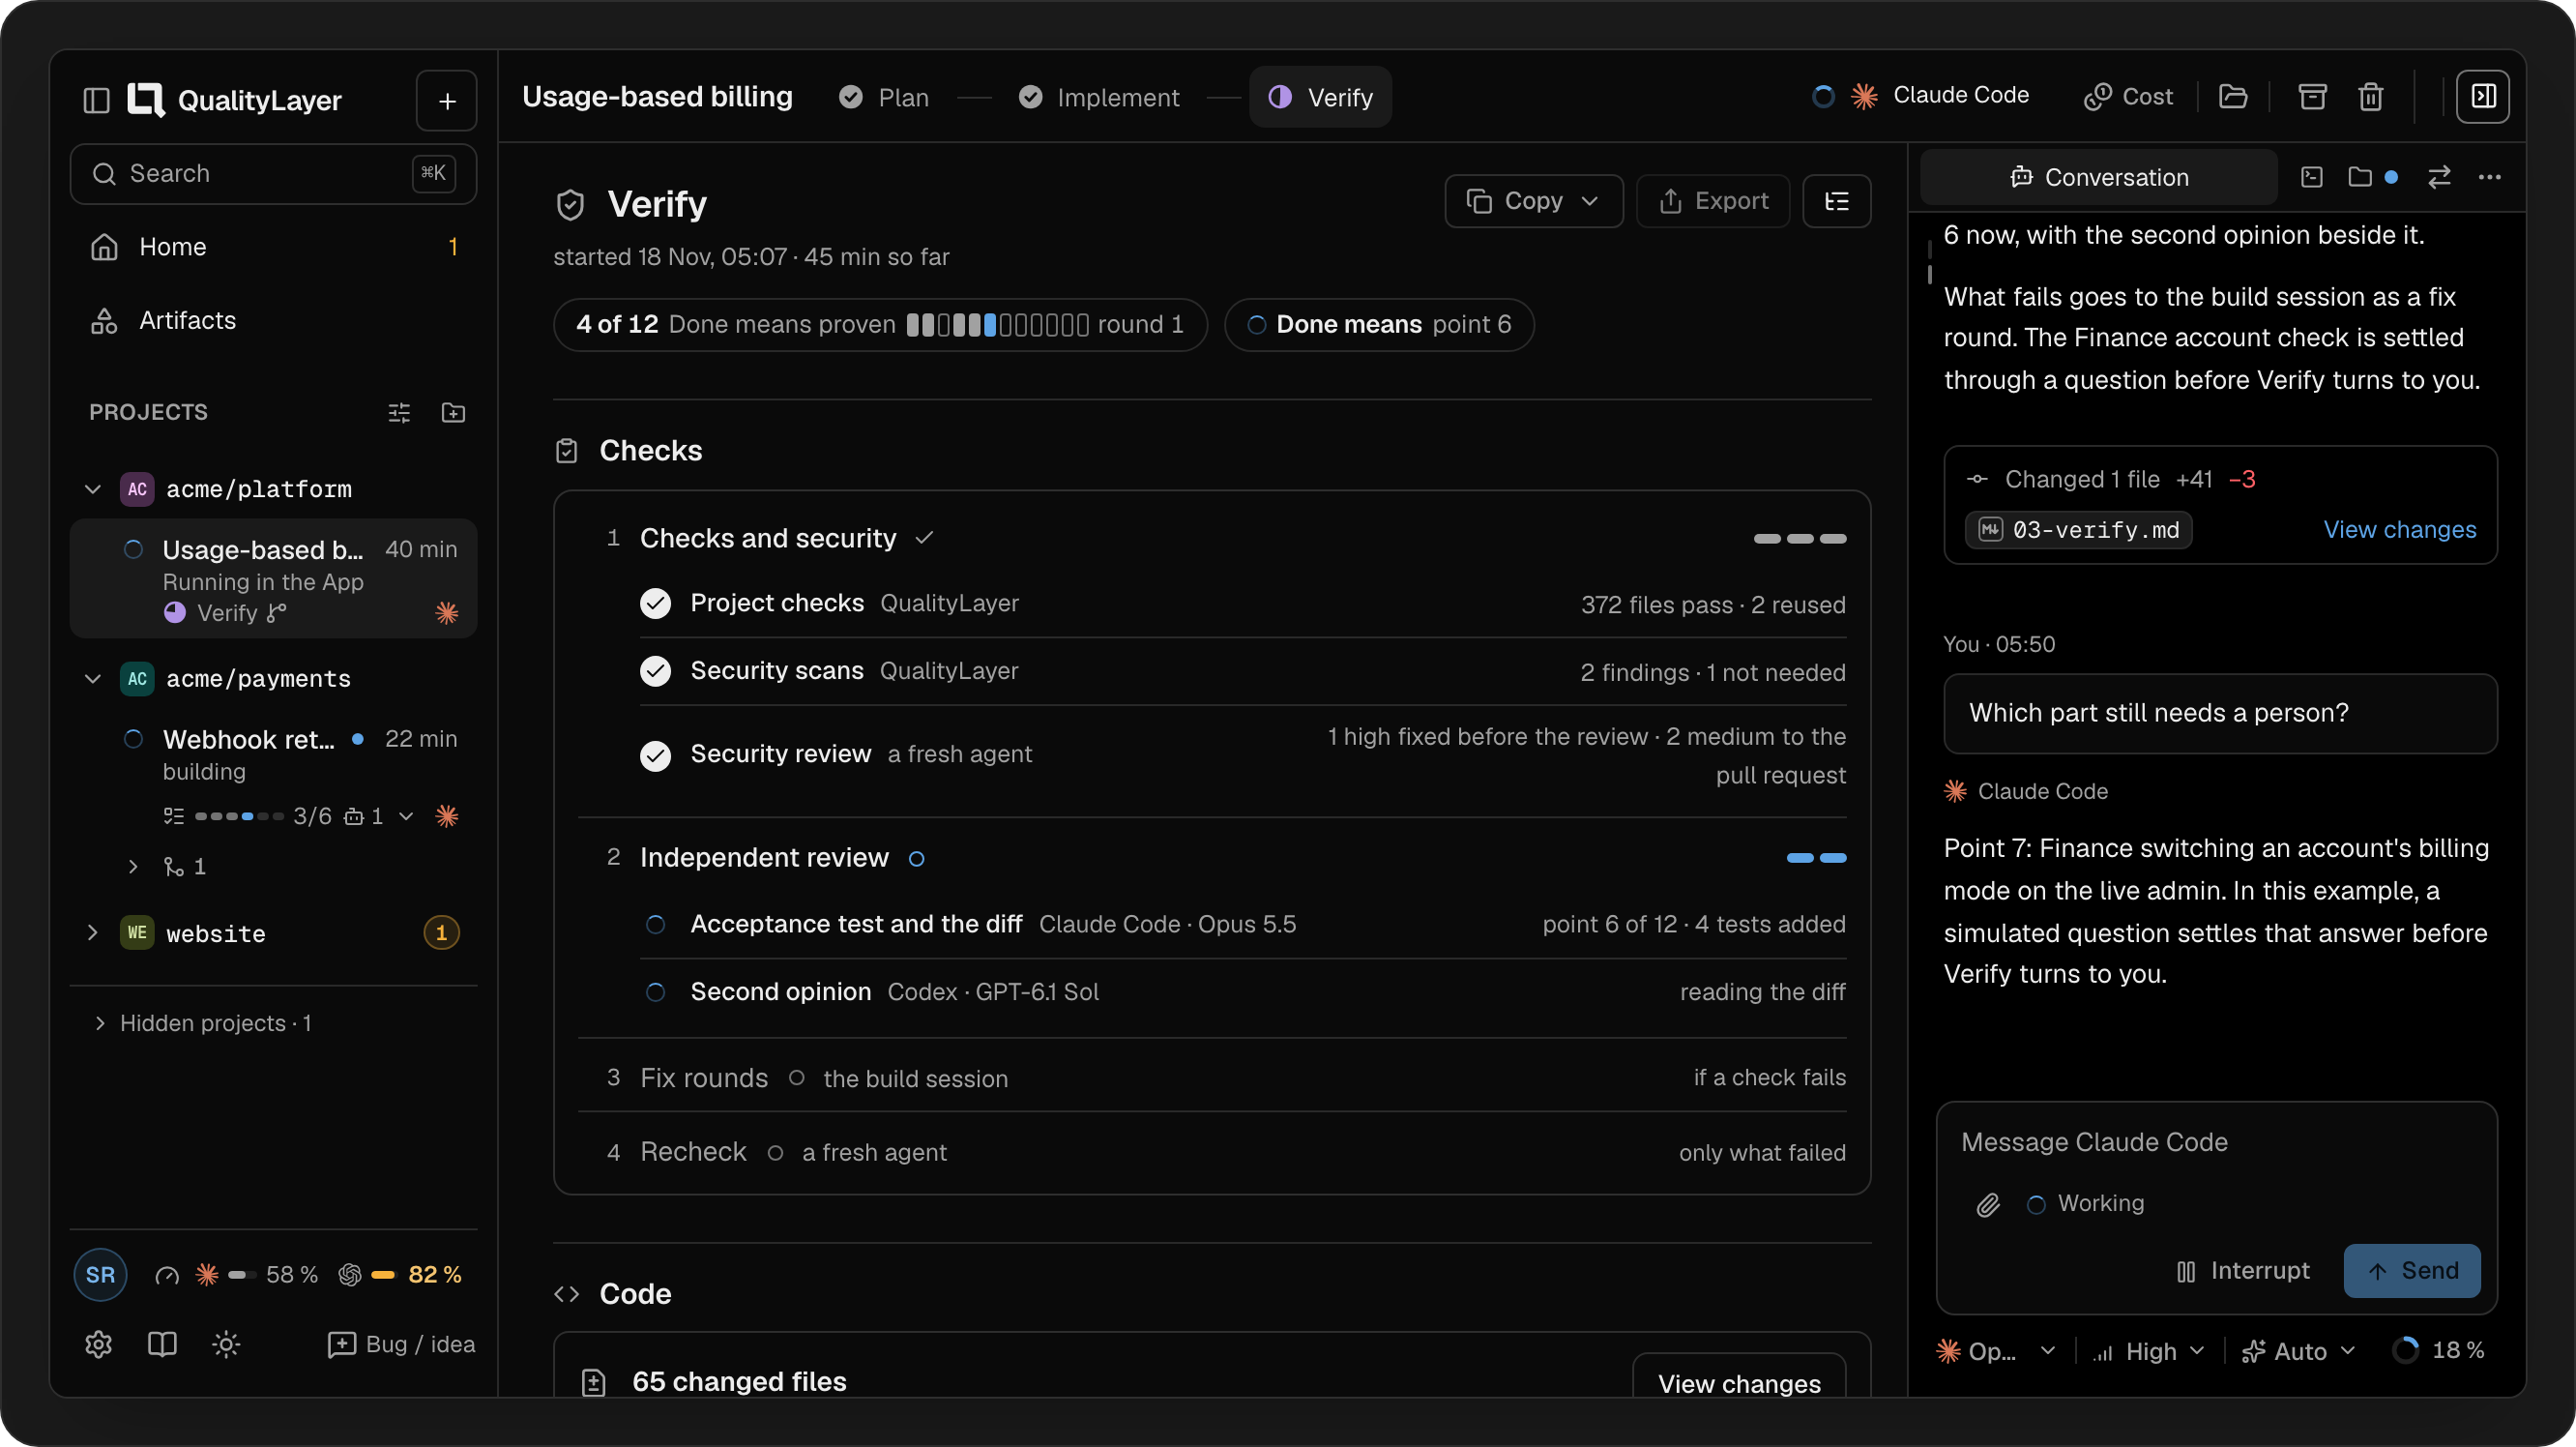 QualityLayer
Search ⌘K
Home 1
Artifacts
PROJECTS
AC acme/platform
Usage-based b... 40 min
Running in the App
Verify
AC acme/payments
Webhook ret... 22 min
building
3/6 1
1
WE website 1
Hidden projects · 1
SR 58 % 82 %
Bug / idea
Usage-based billing Plan Implement Verify
Claude Code Cost
Verify
Copy Export
started 18 Nov, 05:07 · 45 min so far
4 of 12 Done means proven round 1
Done means point 6
Checks
1 Checks and security
Project checks QualityLayer 372 files pass · 2 reused
Security scans QualityLayer 2 findings · 1 not needed
Security review a fresh agent 1 high fixed before the review · 2 medium to the
pull request
2 Independent review
Acceptance test and the diff Claude Code · Opus 5.5 point 6 of 12 · 4 tests added
Second opinion Codex · GPT-6.1 Sol reading the diff
3 Fix rounds the build session if a check fails
4 Recheck a fresh agent only what failed
Code
65 changed files View changes
Conversation
6 now, with the second opinion beside it.
What fails goes to the build session as a fix
round. The Finance account check is settled
through a question before Verify turns to you.
Changed 1 file +41 −3
03-verify.md View changes
You · 05:50
Which part still needs a person?
Claude Code
Point 7: Finance switching an account's billing
mode on the live admin. In this example, a
simulated question settles that answer before
Verify turns to you.
Message Claude Code
Working
Interrupt Send
Op... High Auto 18 %